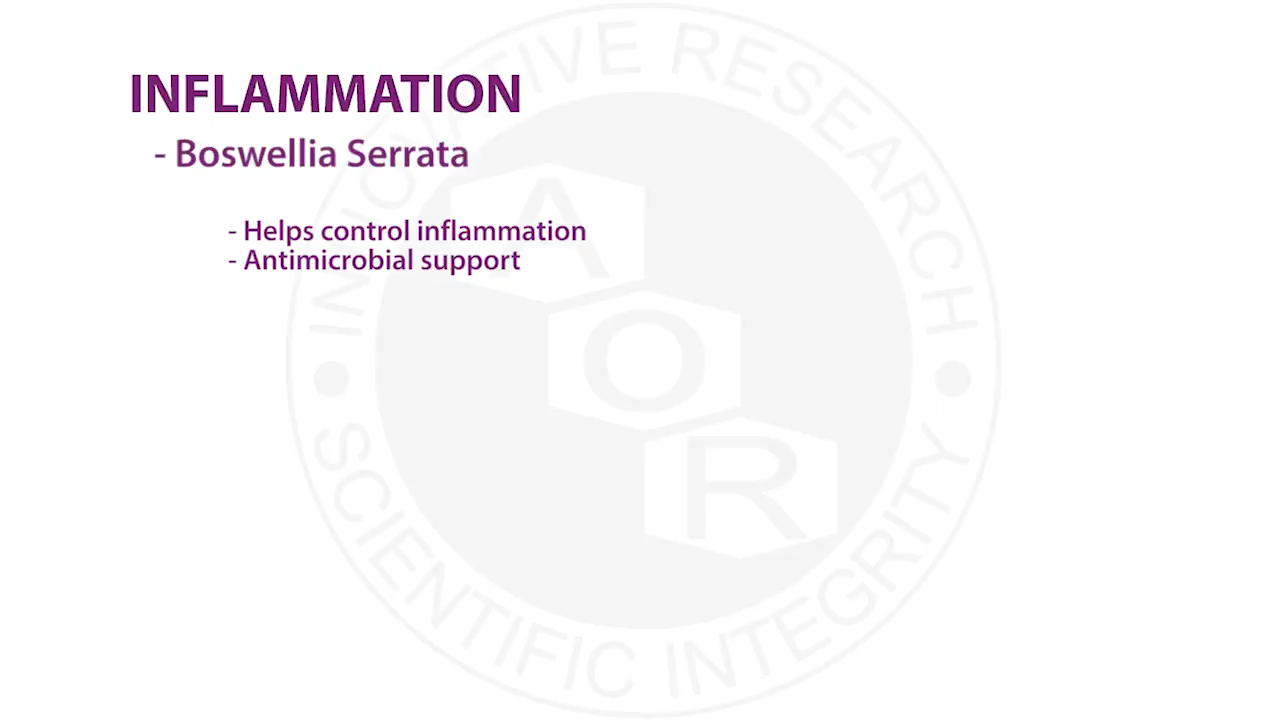 INFLAMMATION
- Boswellia Serrata
- Helps control inflammation
- Antimicrobial support
INNOVATIVE RESEARCH
A
O
R
SCIENTIFIC INTEGRITY